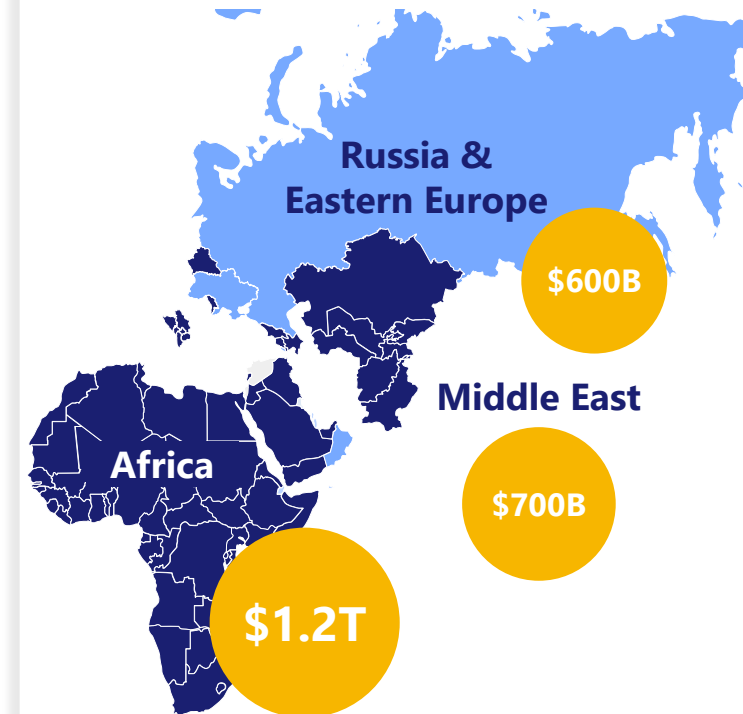 Russia &
Eastern Europe
$600B
Middle East
Africa
$700B
$1.2T